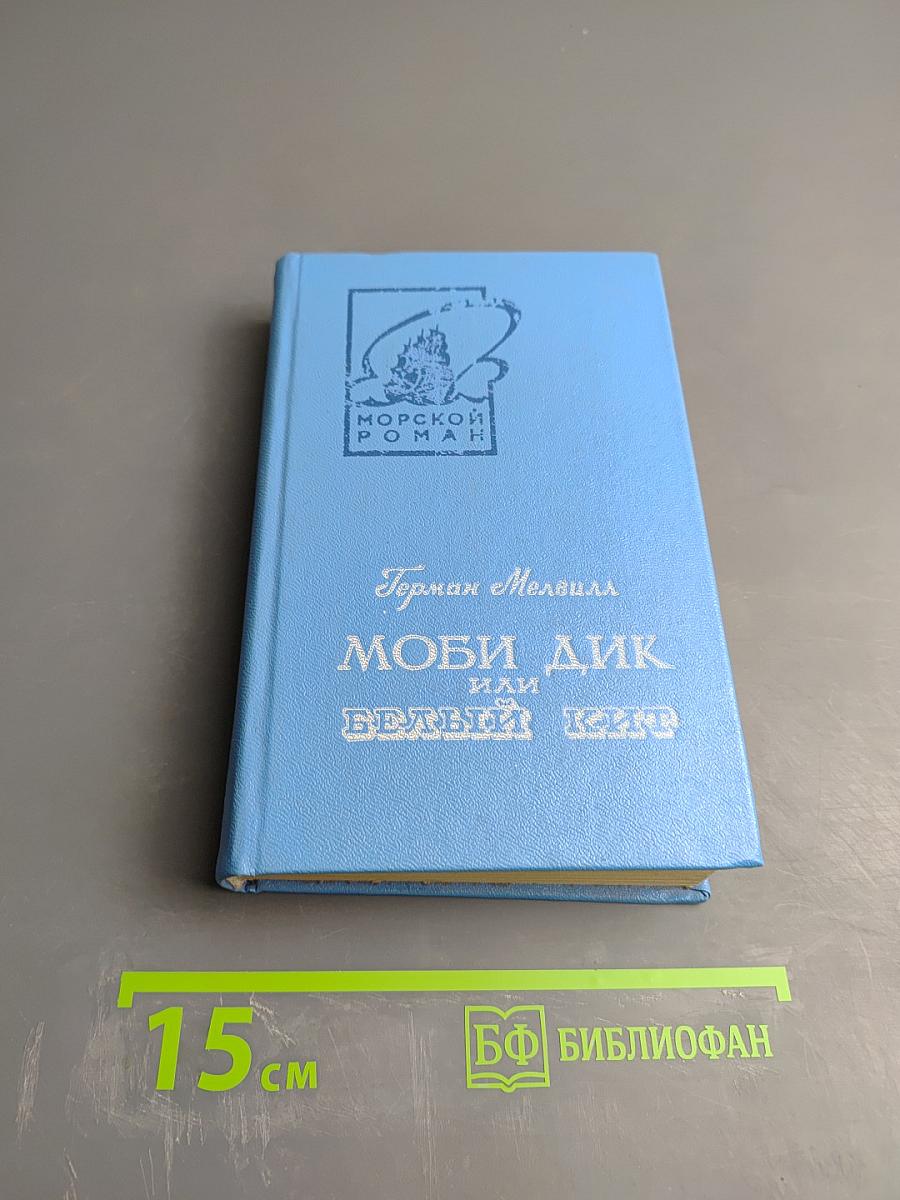 МОРСКОЙ
РОМАН
Герман Мелвилл
МОБИ ДИК
ИЛИ
БЕЛЫЙ КИТ
15 см
БФ БИБЛИОФАН